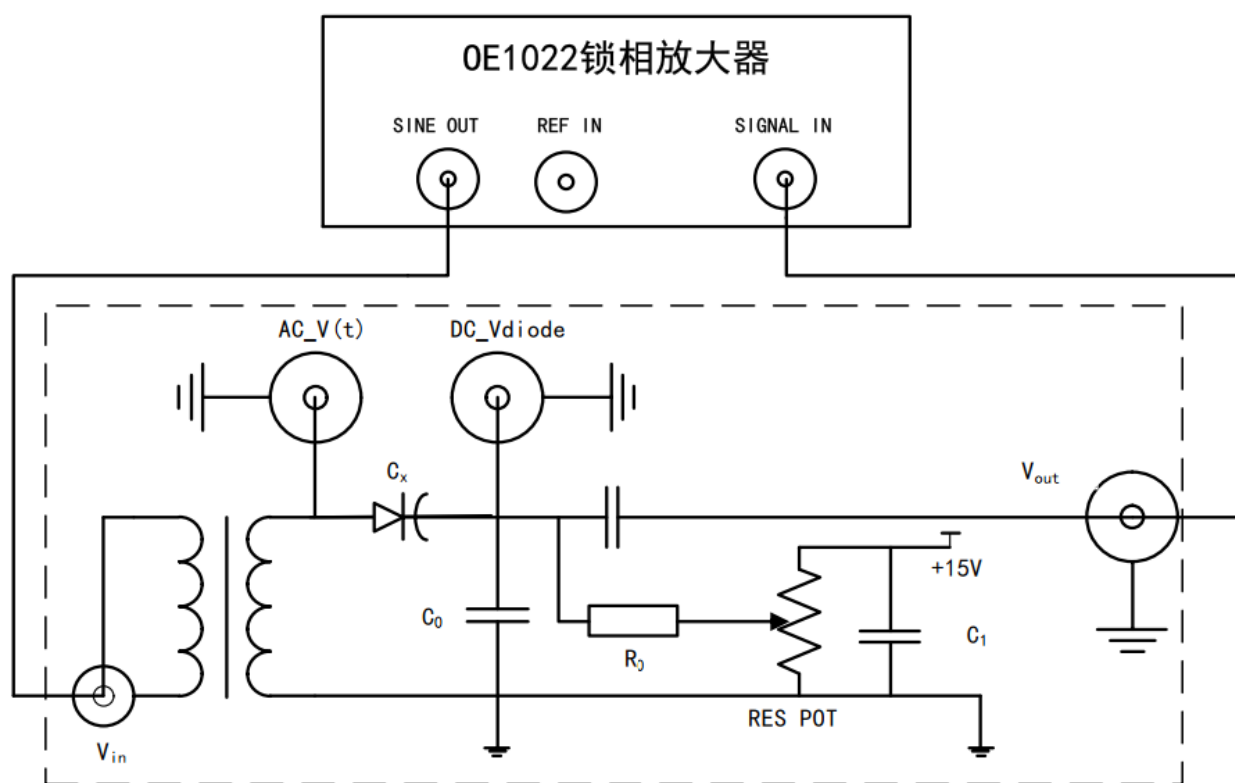 OE1022锁相放大器
SINE OUT
REF IN
SIGNAL IN
AC_V(t)
DC_Vdiode
Cx
Vout
+15V
C0
C1
R0
RES POT
Vin